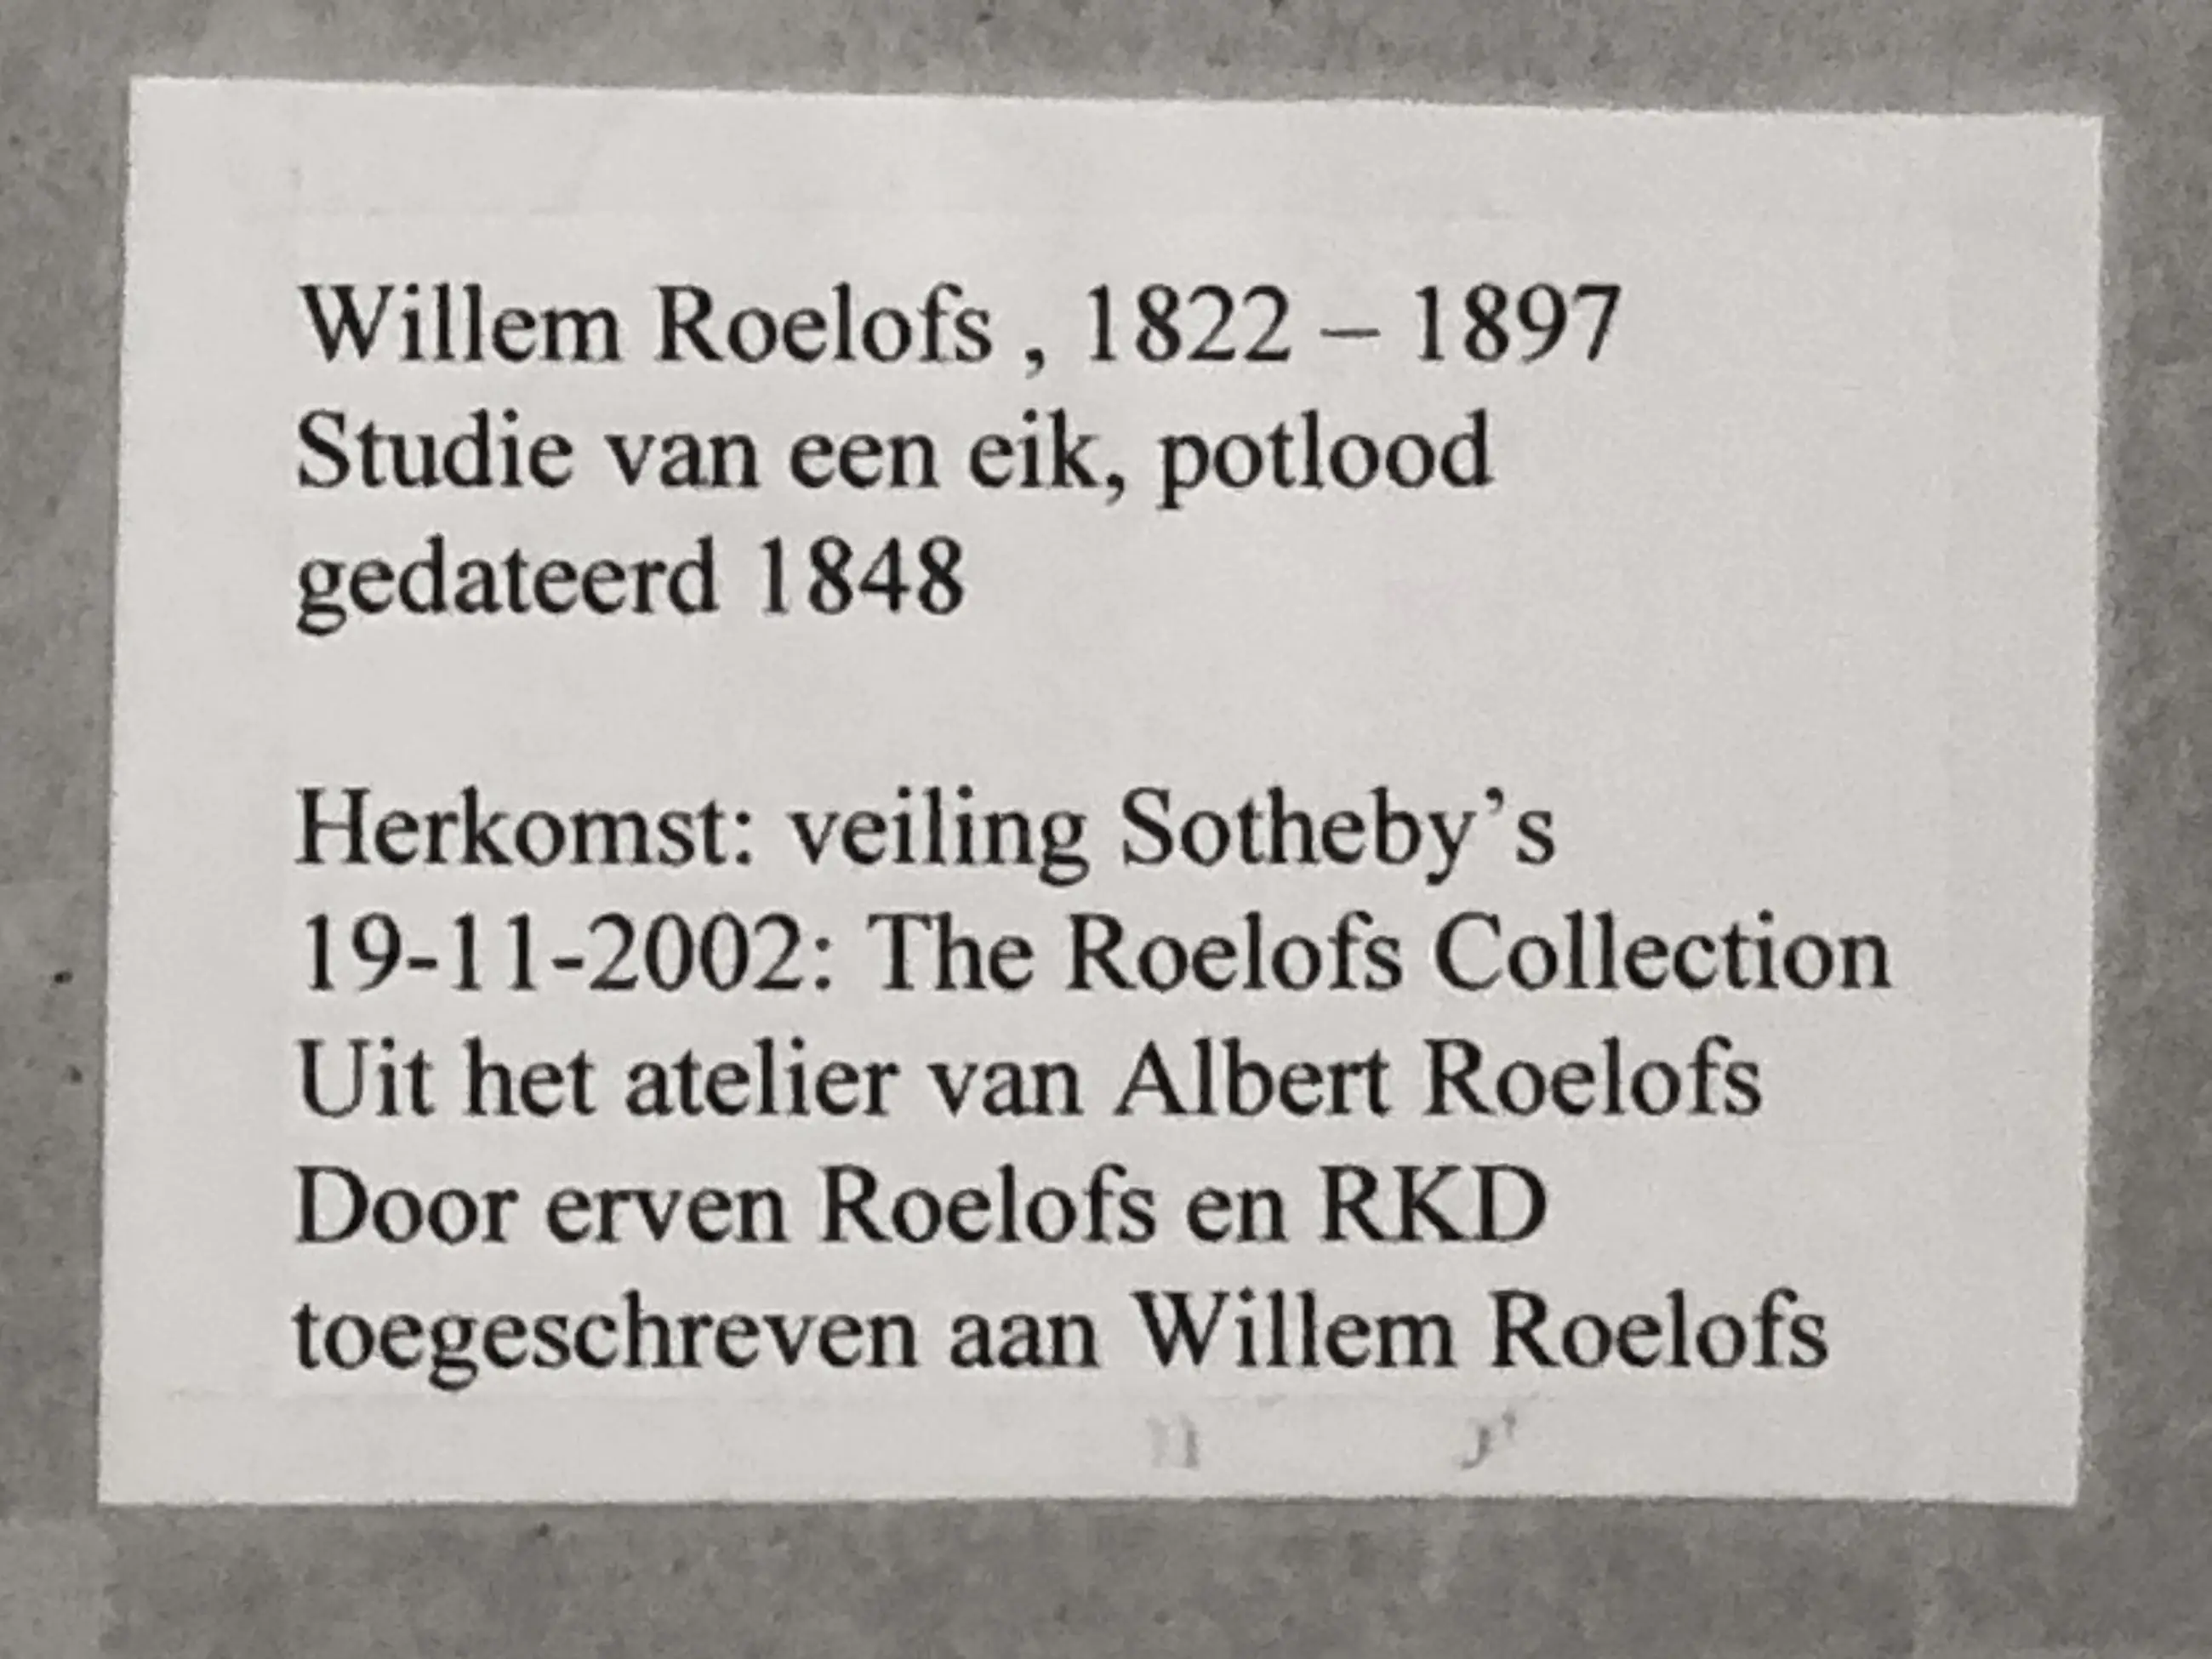 Willem Roelofs , 1822 – 1897
Studie van een eik, potlood
gedateerd 1848
Herkomst: veiling Sotheby’s
19-11-2002: The Roelofs Collection
Uit het atelier van Albert Roelofs
Door erven Roelofs en RKD
toegeschreven aan Willem Roelofs